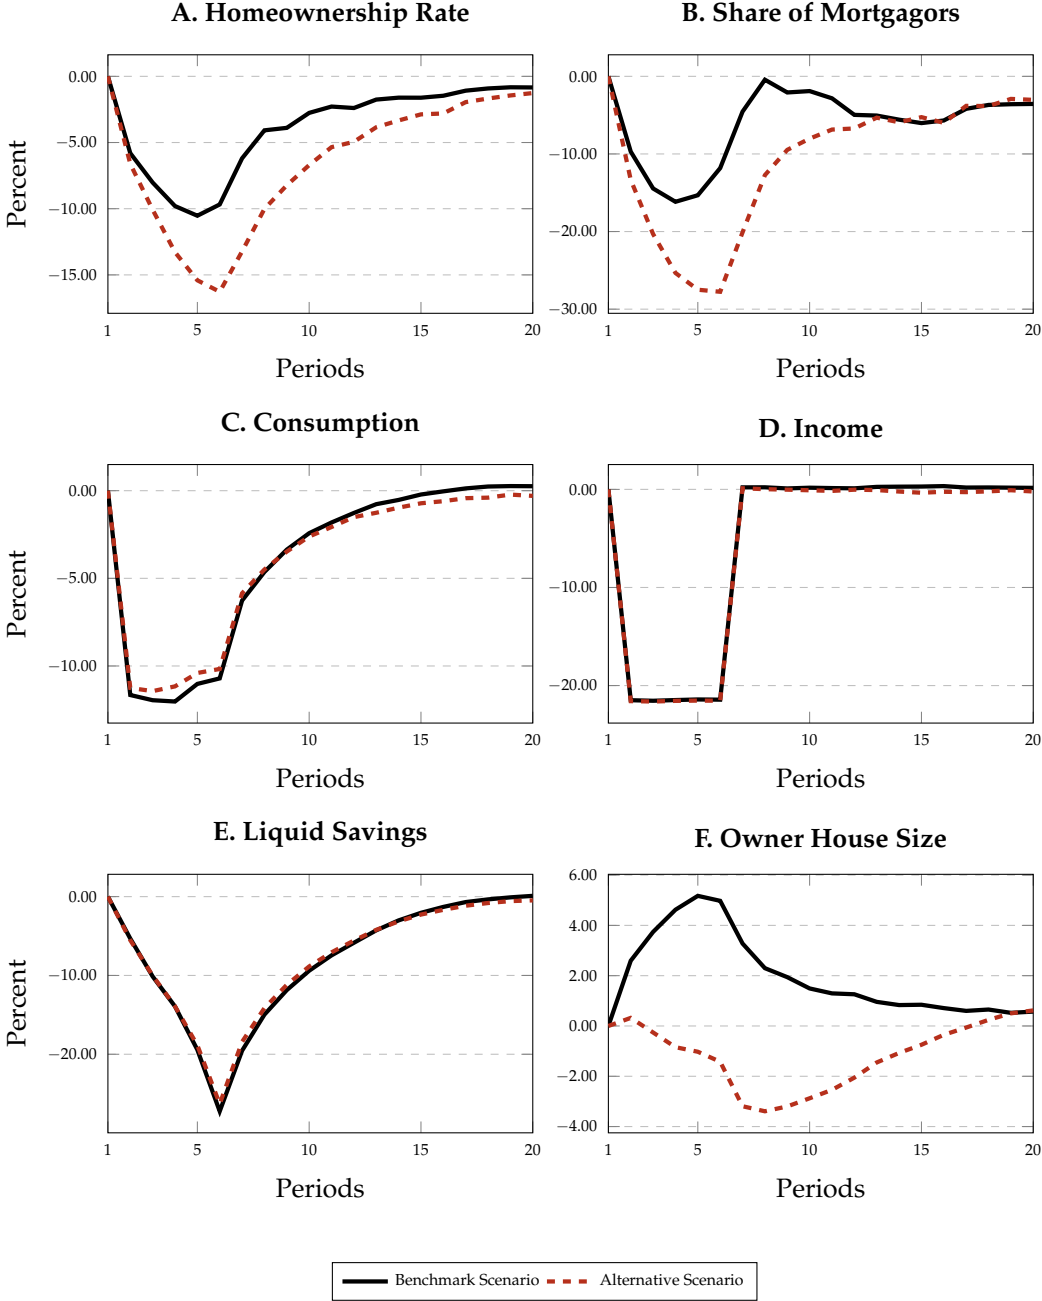 A. Homeownership Rate
0.00
−5.00
−10.00
−15.00
Percent
1 5 10 15 20
Periods
B. Share of Mortgagors
0.00
−10.00
−20.00
−30.00
1 5 10 15 20
Periods
C. Consumption
0.00
−5.00
−10.00
Percent
1 5 10 15 20
Periods
D. Income
0.00
−10.00
−20.00
1 5 10 15 20
Periods
E. Liquid Savings
0.00
−10.00
−20.00
Percent
1 5 10 15 20
Periods
F. Owner House Size
6.00
4.00
2.00
0.00
−2.00
−4.00
1 5 10 15 20
Periods
Benchmark Scenario Alternative Scenario